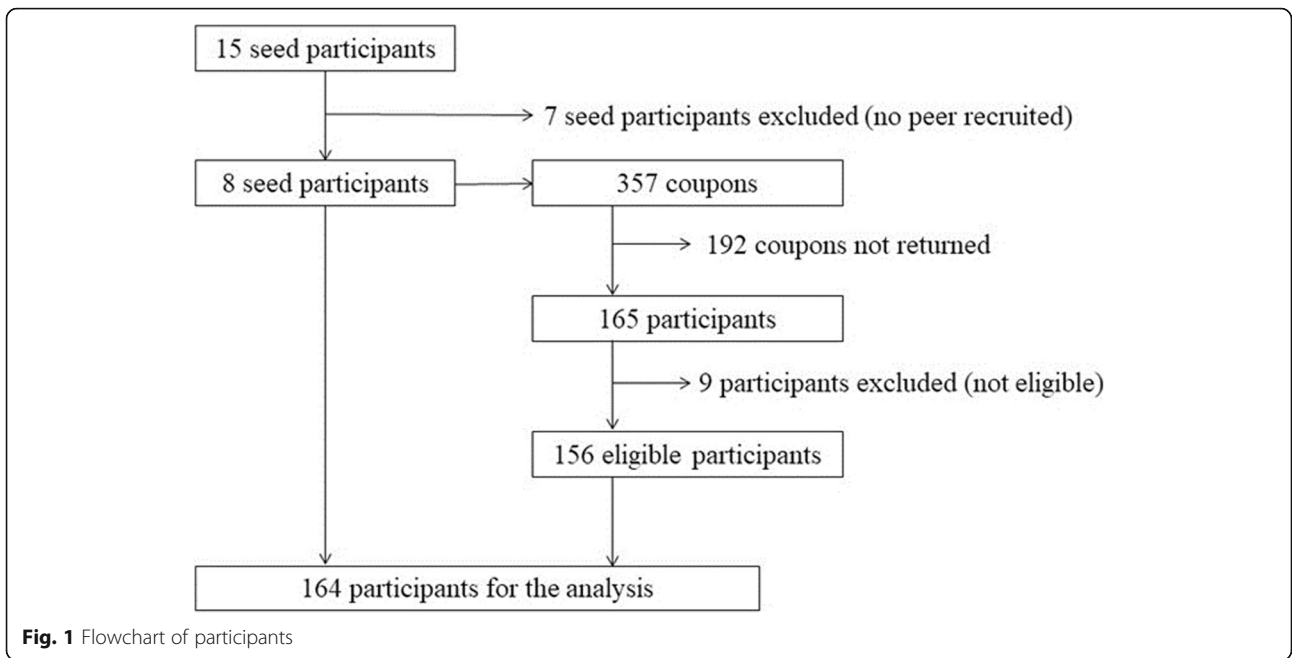 15 seed participants
7 seed participants excluded (no peer recruited)
8 seed participants
357 coupons
192 coupons not returned
165 participants
9 participants excluded (not eligible)
156 eligible participants
164 participants for the analysis
Fig. 1 Flowchart of participants